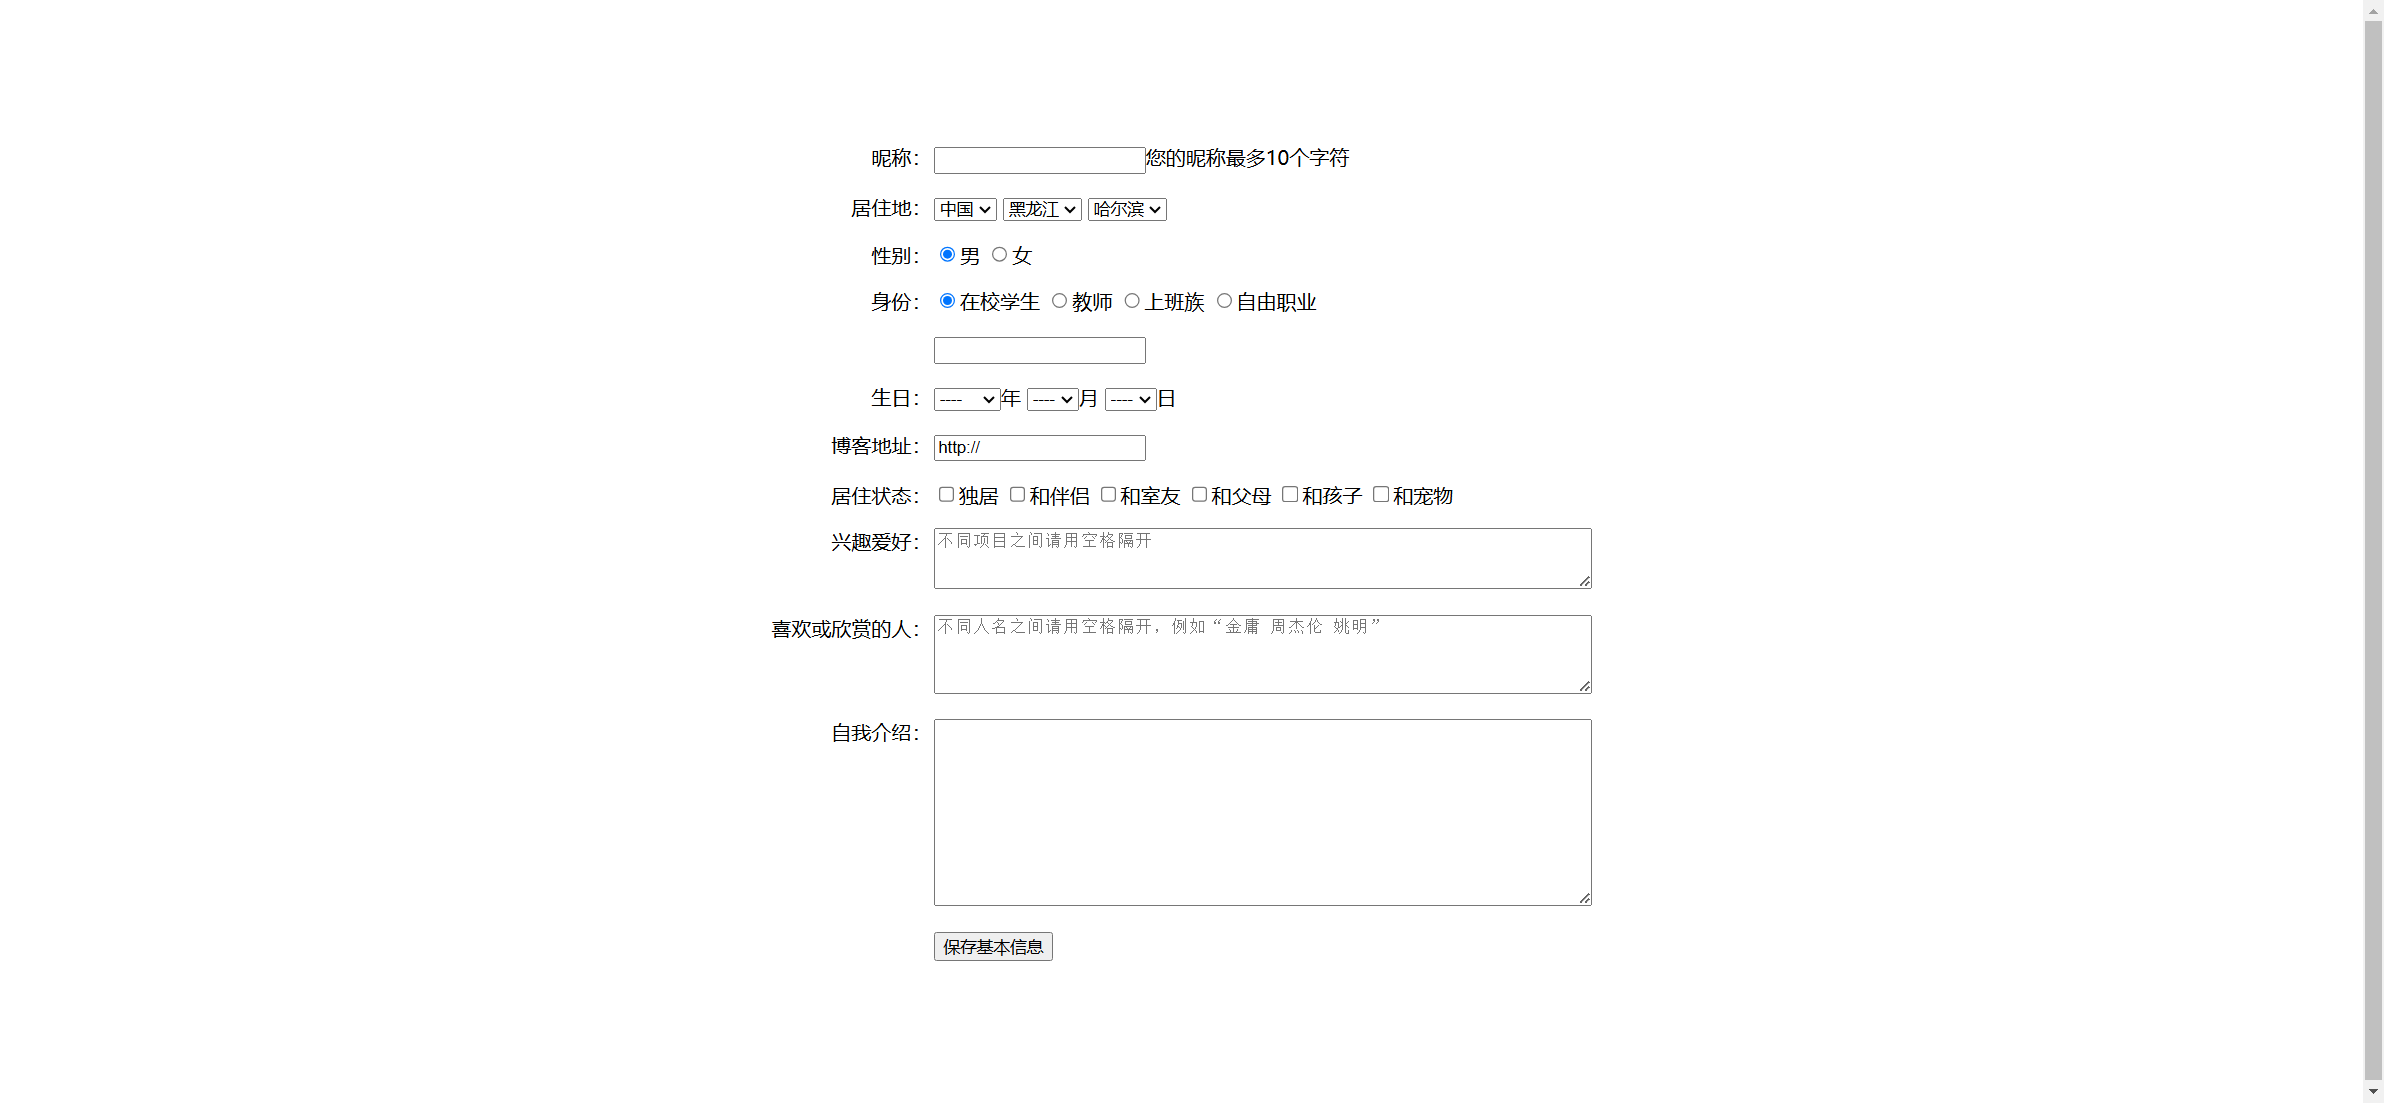 昵称： 您的昵称最多10个字符
居住地： 中国 黑龙江 哈尔滨
性别： 男 女
身份： 在校学生 教师 上班族 自由职业
生日： ---- 年 ---- 月 ---- 日
博客地址： http://
居住状态： 独居 和伴侣 和室友 和父母 和孩子 和宠物
兴趣爱好： 不同项目之间请用空格隔开
喜欢或欣赏的人： 不同人名之间请用空格隔开，例如“金庸 周杰伦 姚明”
自我介绍：
保存基本信息